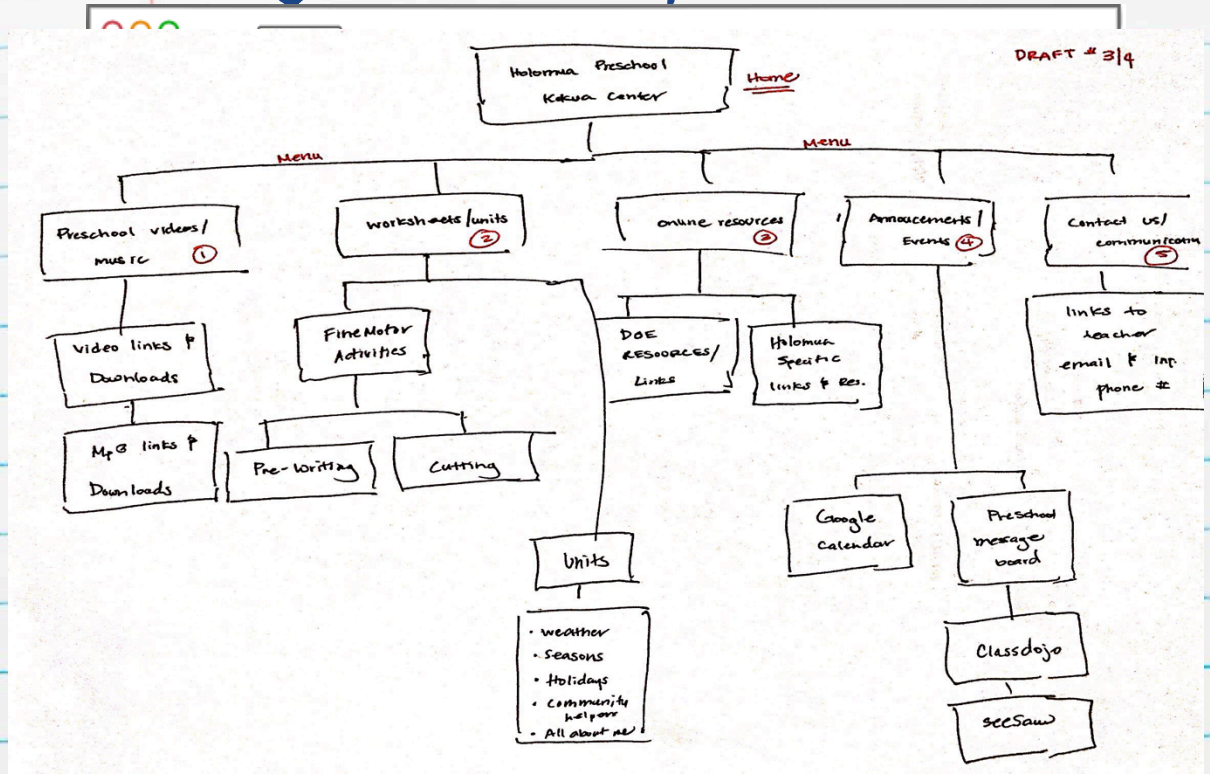 DRAFT # 3/4
Holomua Preschool
Kokua Center
Home
Menu
Menu
Preschool videos/
music ①
worksheets/units
②
online resources
③
Annoucements/
Events ④
Contact us/
⑤
video links &
Downloads
Mp3 links &
Downloads
Fine Motor
Activities
Pre-Writing
Cutting
Units
• weather
• Seasons
• Holidays
• Community
helpers
• All about me
DOE
RESOURCES/
Links
Holomua
Specific
links & Res.
Google
Calendar
Preschool
message
board
Classdojo
seeSaw
links to
teacher
email & Imp.
phone #